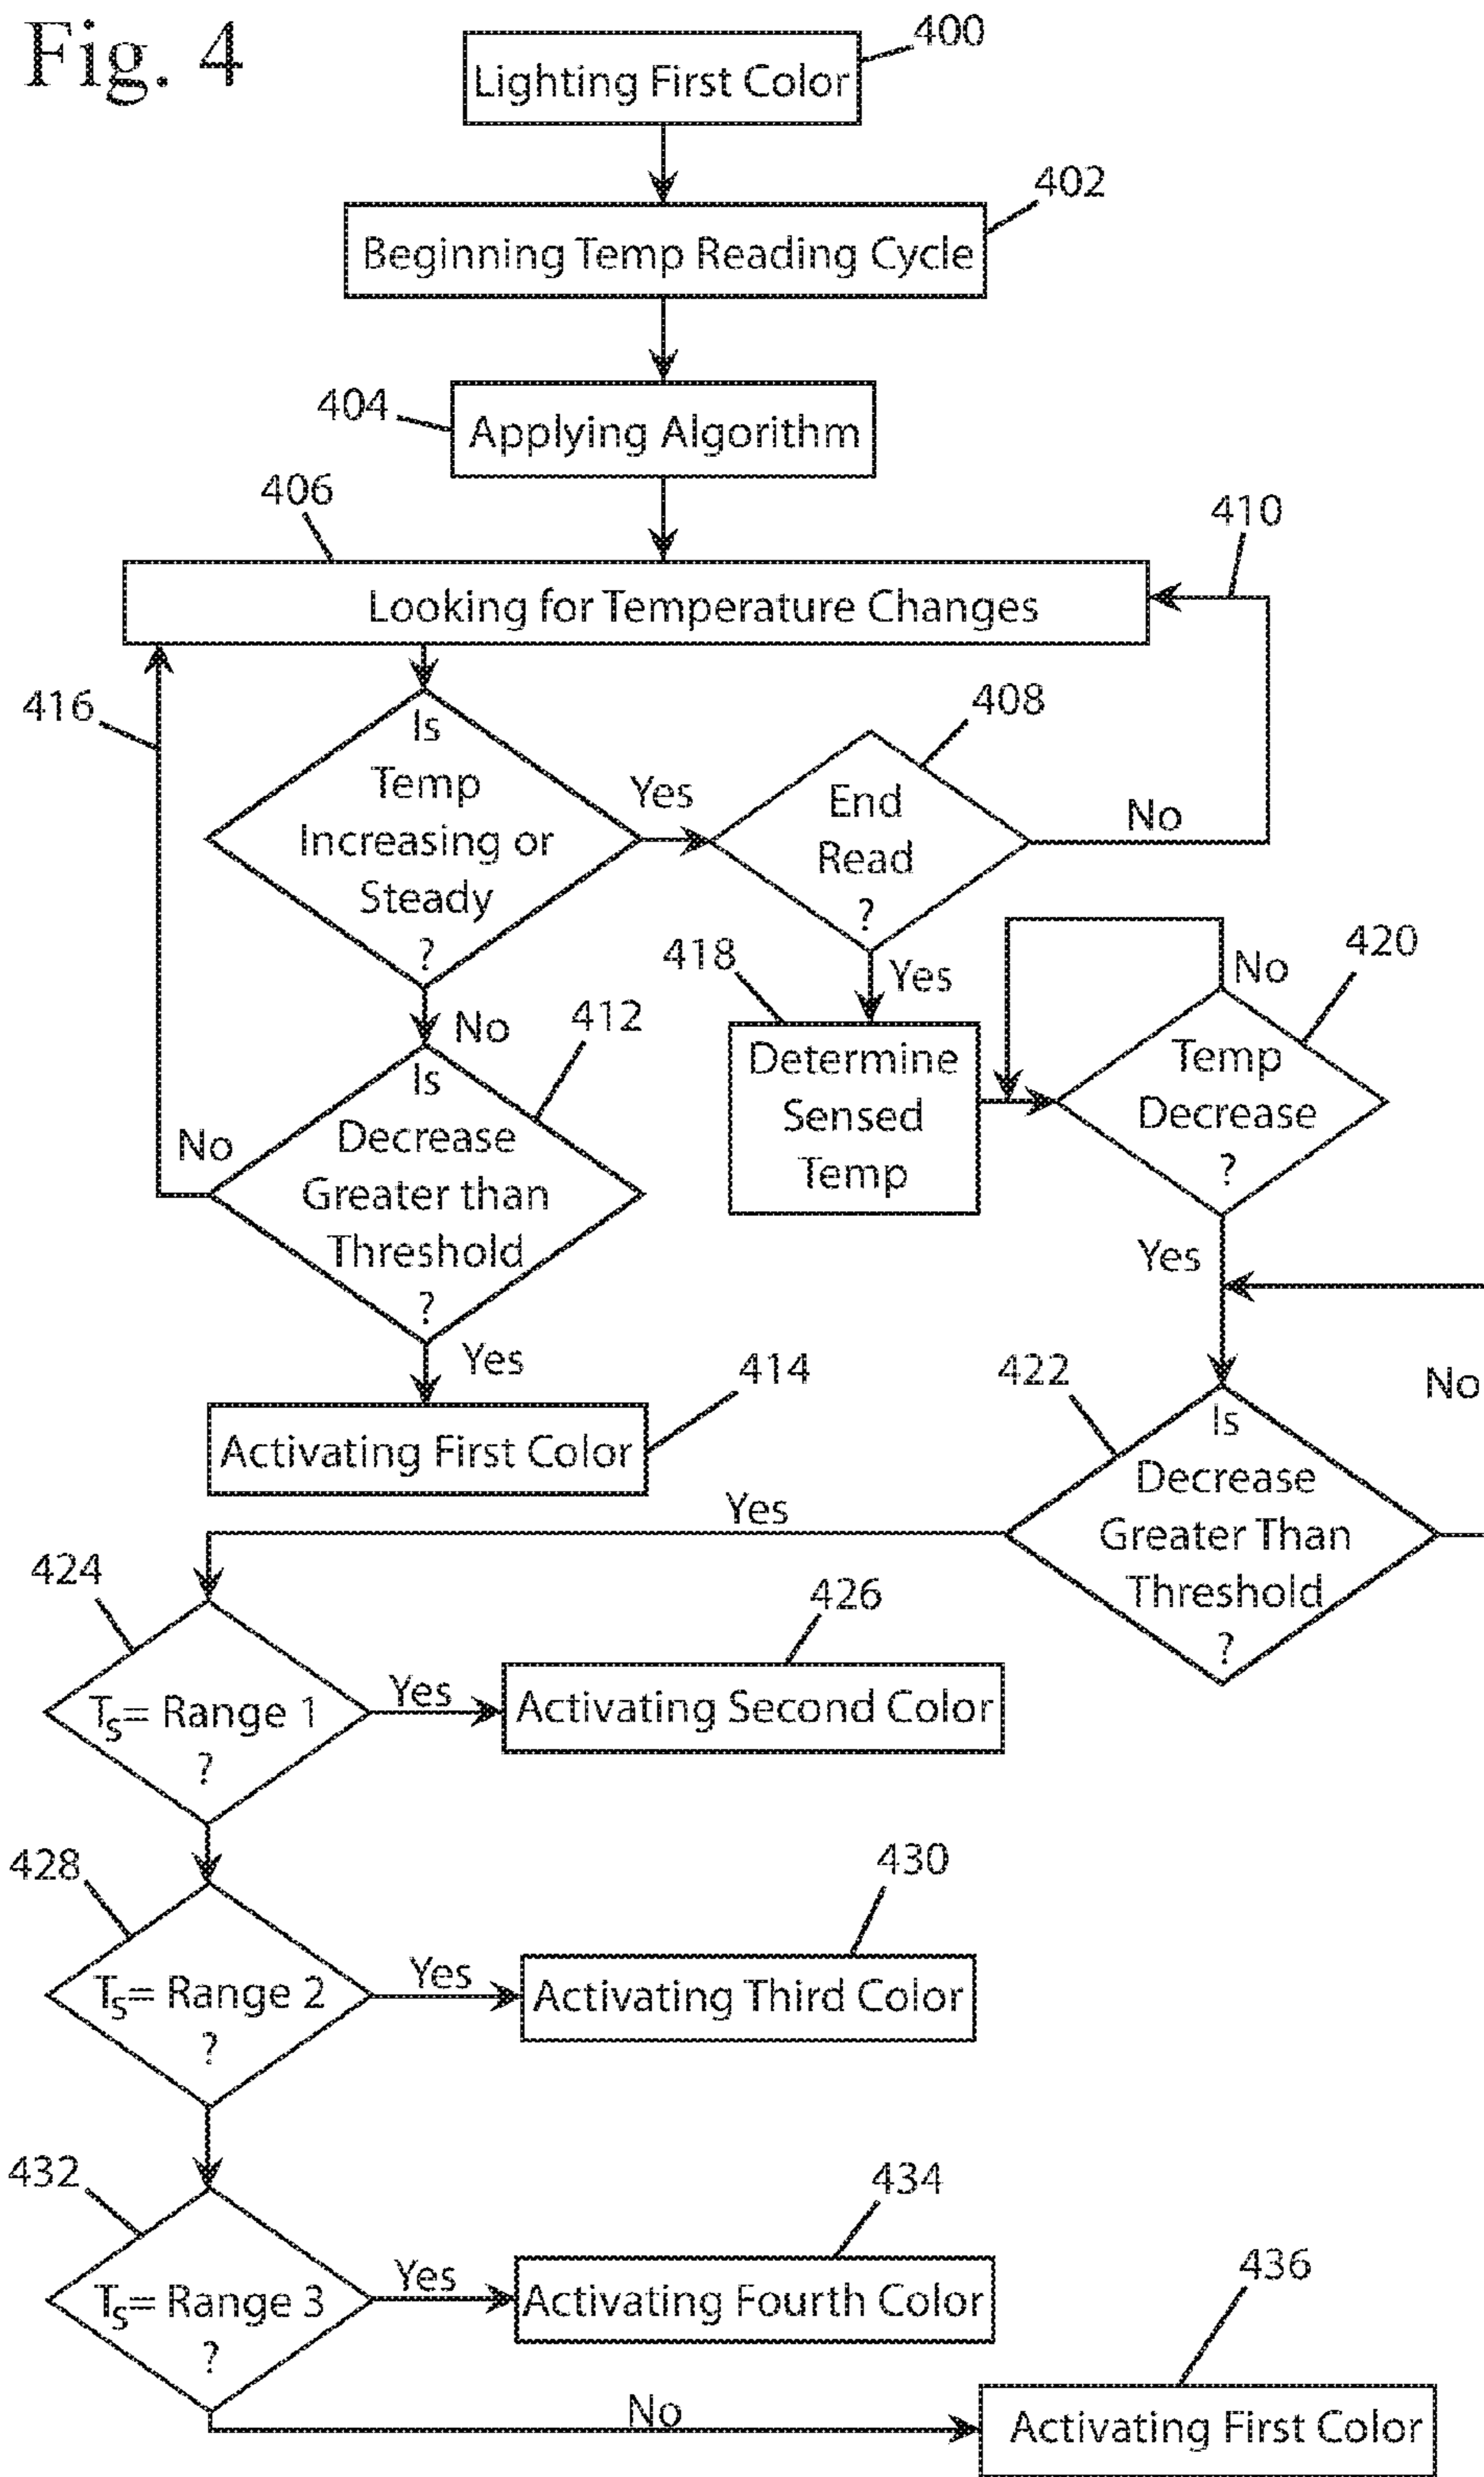 Fig. 4
400
Lighting First Color
402
Beginning Temp Reading Cycle
404
Applying Algorithm
406
410
Looking for Temperature Changes
416
408
Is
Temp
Increasing or
Steady
?
Yes
End
Read
?
No
418
Yes
No
420
No
412
Determine
Sensed
Temp
Temp
Decrease
?
Is
Decrease
Greater than
Threshold
?
No
Yes
Yes
414
422
No
Activating First Color
Is
Decrease
Greater Than
Threshold
?
Yes
424
426
Ts= Range 1
?
Yes
Activating Second Color
428
430
Ts= Range 2
?
Yes
Activating Third Color
432
434
Ts= Range 3
?
Yes
Activating Fourth Color
436
No
Activating First Color